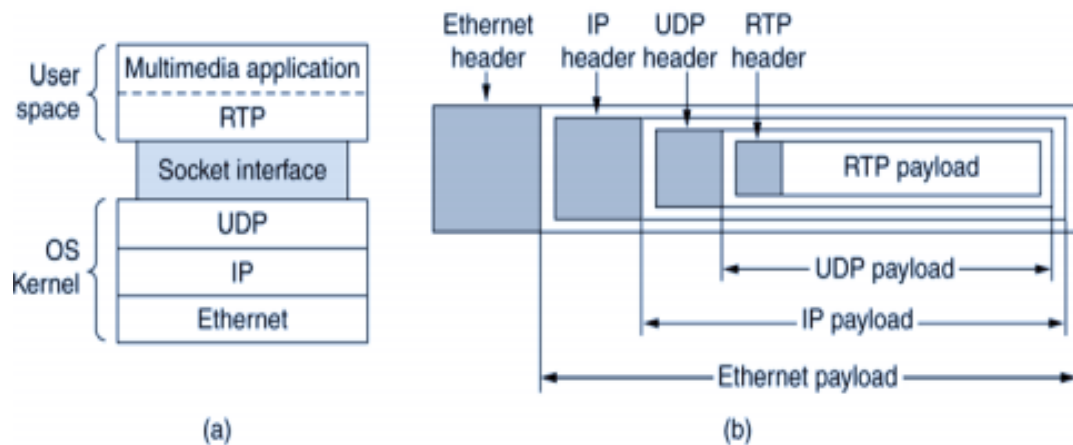 User
space
Multimedia application
RTP
Socket interface
OS
Kernel
UDP
IP
Ethernet
(a)
Ethernet
header
IP
header
UDP
header
RTP
header
RTP payload
UDP payload
IP payload
Ethernet payload
(b)